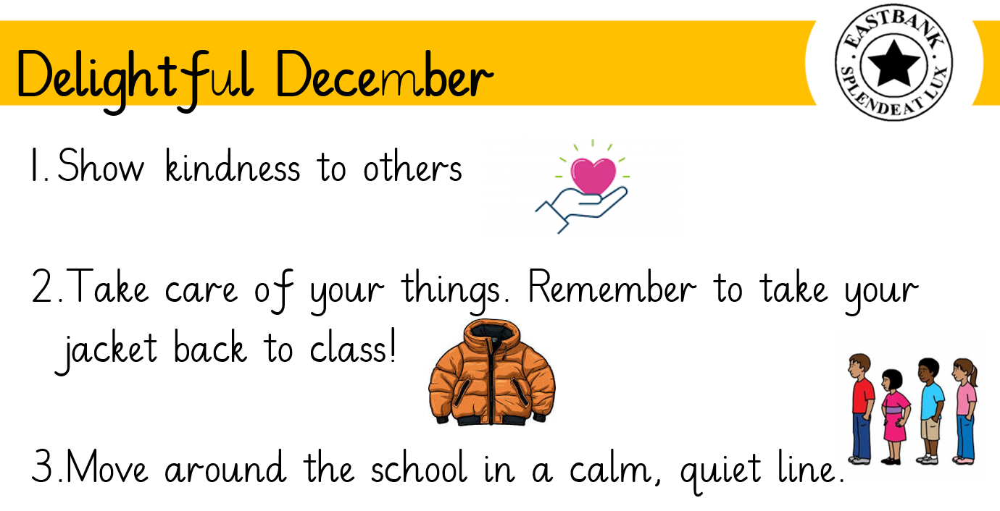 Delightful December
· EASTBANK ·
SPLENDEAT LUX
1. Show kindness to others
2. Take care of your things. Remember to take your
jacket back to class!
3. Move around the school in a calm, quiet line.